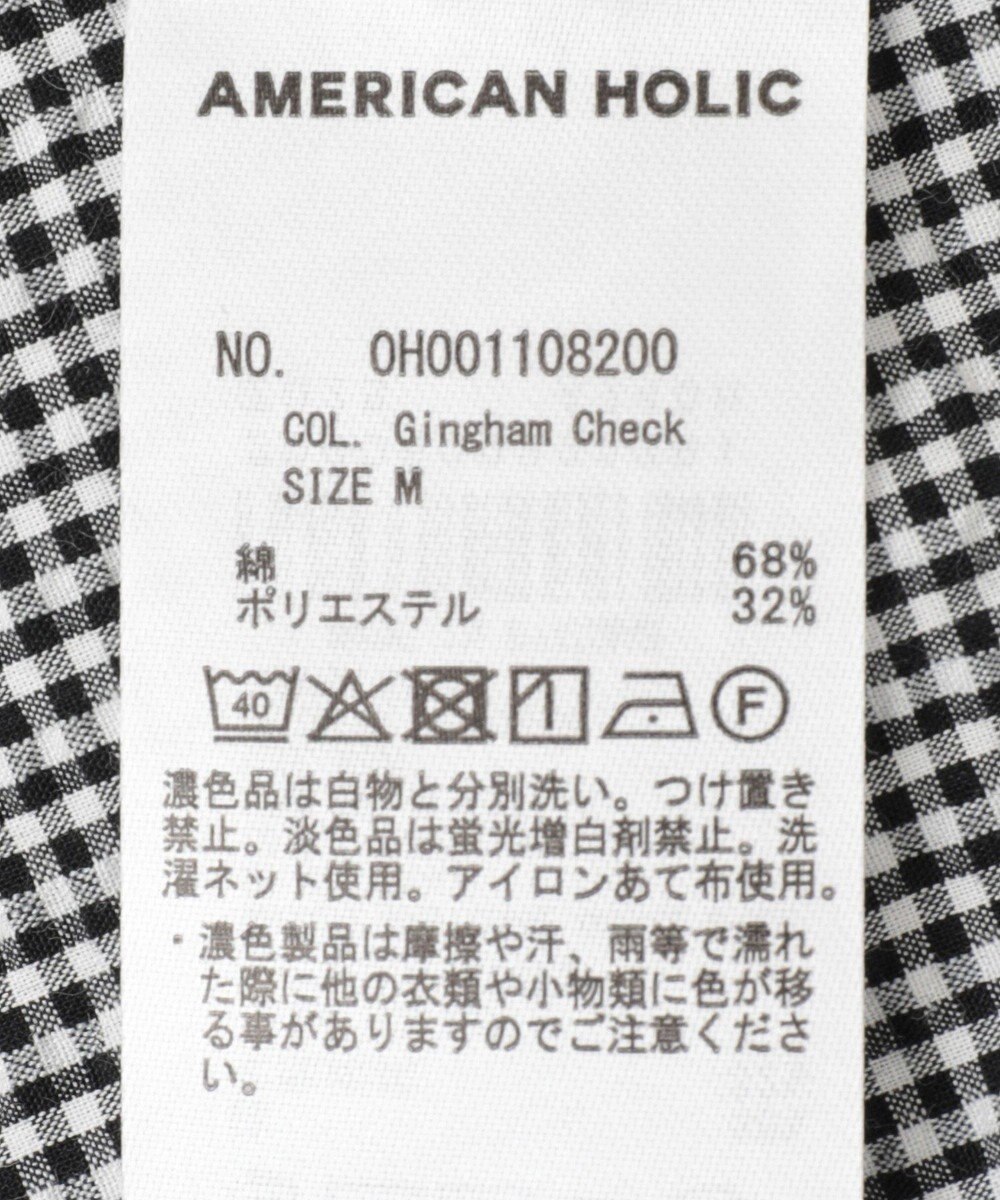 AMERICAN HOLIC
NO. 0H001108200
COL. Gingham Check
SIZE M
綿 68%
ポリエステル 32%
40 F
濃色品は白物と分別洗い。つけ置き
禁止。淡色品は蛍光増白剤禁止。洗
濯ネット使用。アイロンあて布使用。
・濃色製品は摩擦や汗、雨等で濡れ
た際に他の衣類や小物類に色が移
る事がありますのでご注意くださ
い。